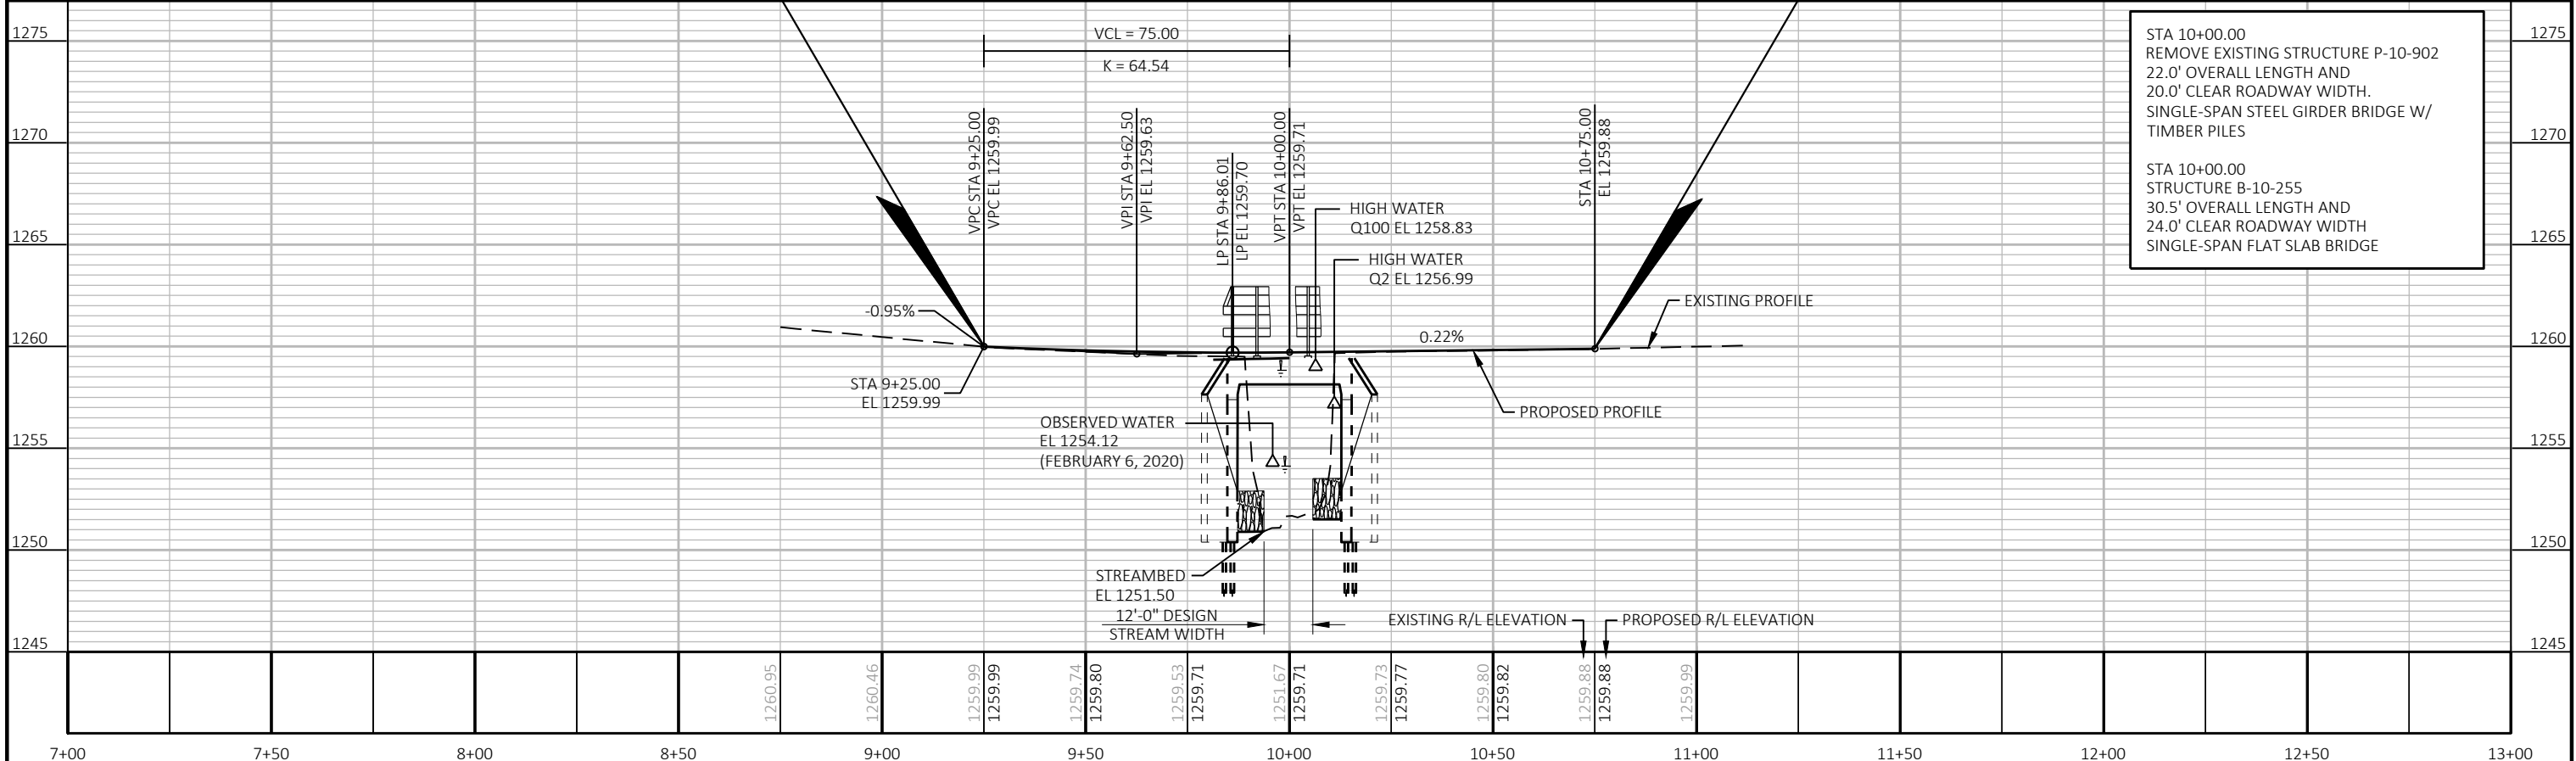 1275
1270
1265
1260
1255
1250
1245
VCL = 75.00
K = 64.54
VPC STA 9+25.00
VPC EL 1259.99
VPI STA 9+62.50
VPI EL 1259.63
LP STA 9+86.01
LP EL 1259.70
VPT STA 10+00.00
VPT EL 1259.71
STA 10+75.00
EL 1259.88
HIGH WATER
Q100 EL 1258.83
HIGH WATER
Q2 EL 1256.99
-0.95%
0.22%
EXISTING PROFILE
STA 9+25.00
EL 1259.99
PROPOSED PROFILE
OBSERVED WATER
EL 1254.12
(FEBRUARY 6, 2020)
STREAMBED
EL 1251.50
12'-0" DESIGN
STREAM WIDTH
EXISTING R/L ELEVATION
PROPOSED R/L ELEVATION
STA 10+00.00
REMOVE EXISTING STRUCTURE P-10-902
22.0' OVERALL LENGTH AND
20.0' CLEAR ROADWAY WIDTH.
SINGLE-SPAN STEEL GIRDER BRIDGE W/
TIMBER PILES
STA 10+00.00
STRUCTURE B-10-255
30.5' OVERALL LENGTH AND
24.0' CLEAR ROADWAY WIDTH
SINGLE-SPAN FLAT SLAB BRIDGE
1275
1270
1265
1260
1255
1250
1245
1260.95
1260.46
1259.99
1259.99
1259.74
1259.80
1259.53
1259.71
1251.67
1259.71
1259.73
1259.77
1259.80
1259.82
1259.88
1259.88
1259.99
7+00
7+50
8+00
8+50
9+00
9+50
10+00
10+50
11+00
11+50
12+00
12+50
13+00